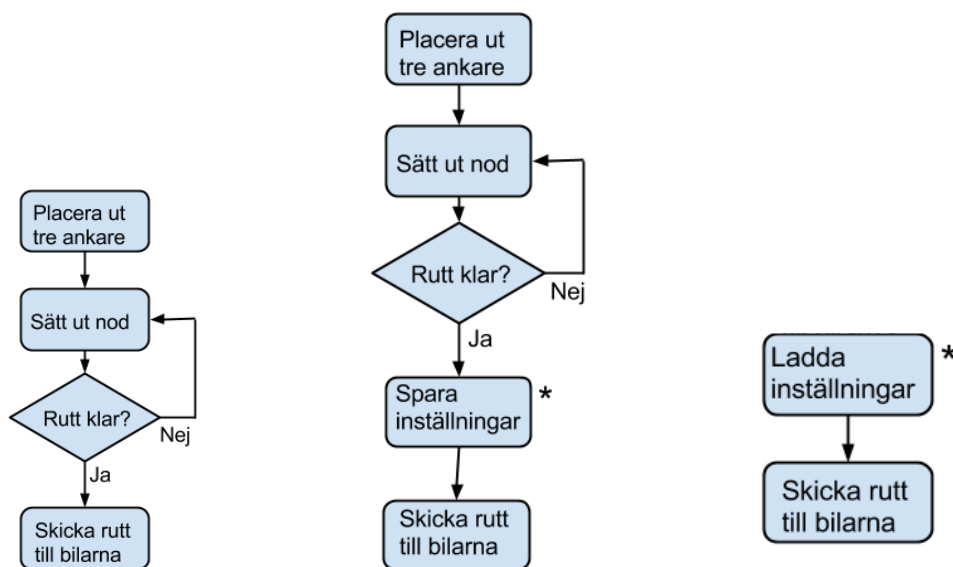 Placera ut
tre ankare
Sätt ut nod
Rutt klar?
Nej
Ja
Skicka rutt
till bilarna
Placera ut
tre ankare
Sätt ut nod
Rutt klar?
Nej
Ja
Spara
inställningar
*
Skicka rutt
till bilarna
Ladda
inställningar
*
Skicka rutt
till bilarna